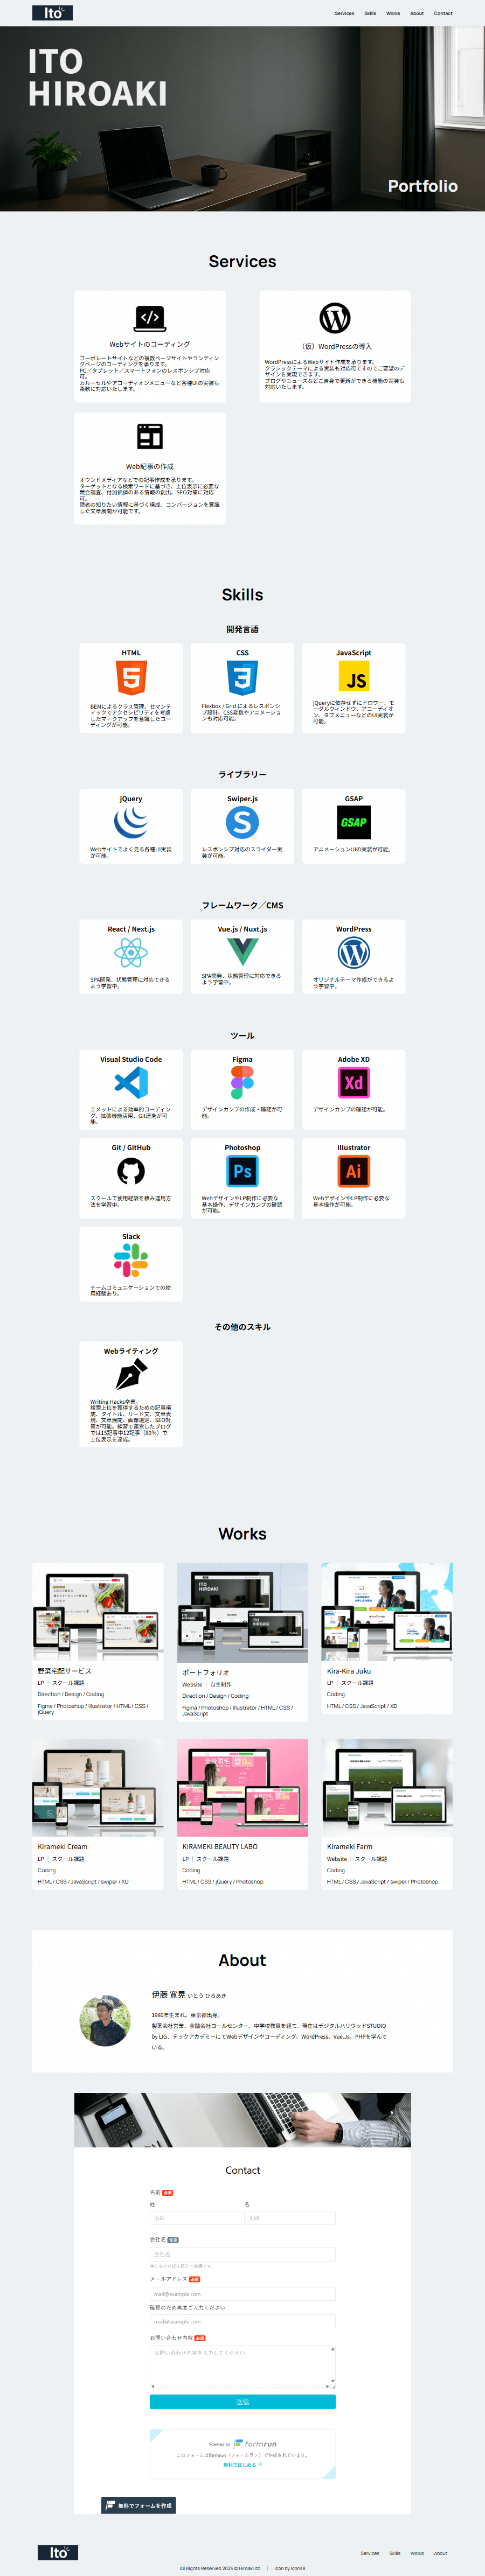 Ito
Services
Skills
Works
About
Contact
ITO
HIROAKI
Portfolio
Services
Webサイトのコーディング
コーポレートサイトなどの複数ページサイトやランディン
グページのコーディングを承ります。
PC／タブレット／スマートフォンのレスポンシブ対応
可。
カルーセルやアコーディオンメニューなど各種UIの実装も
柔軟に対応いたします。
（仮）WordPressの導入
WordPressによるWebサイト作成を承ります。
クラシックテーマによる実装も対応可ですのでご要望のデ
ザインを実現できます。
ブログやニュースなどご自身で更新ができる機能の実装も
対応いたします。
Web記事の作成
オウンドメディアなどでの記事作成を承ります。
ターゲットとなる検索ワードに基づき、上位表示に必要な
競合調査、付加価値のある情報の創出、SEO対策に対応
可。
読者の知りたい情報に基づく構成、コンバージョンを意識
した文章展開が可能です。
Skills
開発言語
HTML
BEMによるクラス管理、セマンテ
ィックでアクセシビリティを考慮
したマークアップを意識したコー
ディングが可能。
CSS
Flexbox / Grid によるレスポンシ
ブ設計、CSS変数やアニメーショ
ンも対応可能。
JavaScript
JS
jQueryに依存せずにドロワー、モ
ーダルウィンドウ、アコーディオ
ン、タブメニューなどのUI実装が
可能。
ライブラリー
jQuery
Webサイトでよく見る各種UI実装
が可能。
Swiper.js
S
レスポンシブ対応のスライダー実
装が可能。
GSAP
GSAP
アニメーションUIの実装が可能。
フレームワーク／CMS
React / Next.js
SPA開発、状態管理に対応できる
よう学習中。
Vue.js / Nuxt.js
SPA開発、状態管理に対応できる
よう学習中。
WordPress
オリジナルテーマ作成ができるよ
う学習中。
ツール
Visual Studio Code
エメットによる効率的コーディン
グ、拡張機能活用、Git連携が可
能。
Figma
デザインカンプの作成・確認が可
能。
Adobe XD
Xd
デザインカンプの確認が可能。
Git / GitHub
スクールで使用経験を積み運用方
法を学習中。
Photoshop
Ps
WebデザインやLP制作に必要な
基本操作、デザインカンプの確認
が可能。
Illustrator
Ai
WebデザインやLP制作に必要な
基本操作が可能。
Slack
チームコミュニケーションでの使
用経験あり。
その他のスキル
Webライティング
Writing Hacks卒業。
検索上位を獲得するための記事構
成、タイトル、リード文、文章表
現、文章展開、画像選定、SEO対
策が可能。練習で運営したブログ
では15記事中12記事（80%）で
上位表示を達成。
Works
野菜宅配サービス
LP ｜ スクール課題
Direction / Design / Coding
Figma / Photoshop / Illustrator / HTML / CSS /
jQuery
ITO
HIROAKI
ポートフォリオ
Website ｜ 自主制作
Direction / Design / Coding
Figma / Photoshop / Illustrator / HTML / CSS /
JavaScript
Kira-Kira Juku
LP ｜ スクール課題
Coding
HTML / CSS / JavaScript / XD
Kirameki Cream
LP ｜ スクール課題
Coding
HTML / CSS / JavaScript / swiper / XD
KIRAMEKI BEAUTY LABO
LP ｜ スクール課題
Coding
HTML / CSS / jQuery / Photoshop
Kirameki Farm
Website ｜ スクール課題
Coding
HTML / CSS / JavaScript / swiper / Photoshop
About
伊藤 寛晃 いとう ひろあき
1980年生まれ。東京都出身。
製薬会社営業、金融会社コールセンター、中学校教員を経て、現在はデジタルハリウッドSTUDIO
by LIG、テックアカデミーにてWebデザインやコーディング、WordPress、Vue.Js、PHPを学んで
いる。
Contact
名前 必須
姓
名
山田
太郎
会社名 任意
会社名
特になければ未記入で結構です。
メールアドレス 必須
mail@example.com
確認のため再度ご入力ください
mail@example.com
お問い合わせ内容 必須
お問い合わせ内容を入力してください
送信
Powered by formrun
このフォームはformrun（フォームラン）で作成されています。
無料ではじめる
無料でフォームを作成
Ito
Services
Skills
Works
About
All Rights Reserved 2025 © Hiroaki Ito ｜ Icon by Icons8